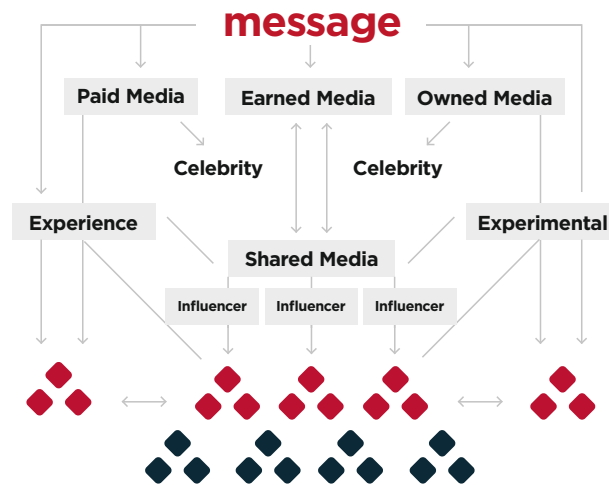 message
Paid Media
Earned Media
Owned Media
Celebrity
Celebrity
Experience
Experimental
Shared Media
Influencer
Influencer
Influencer